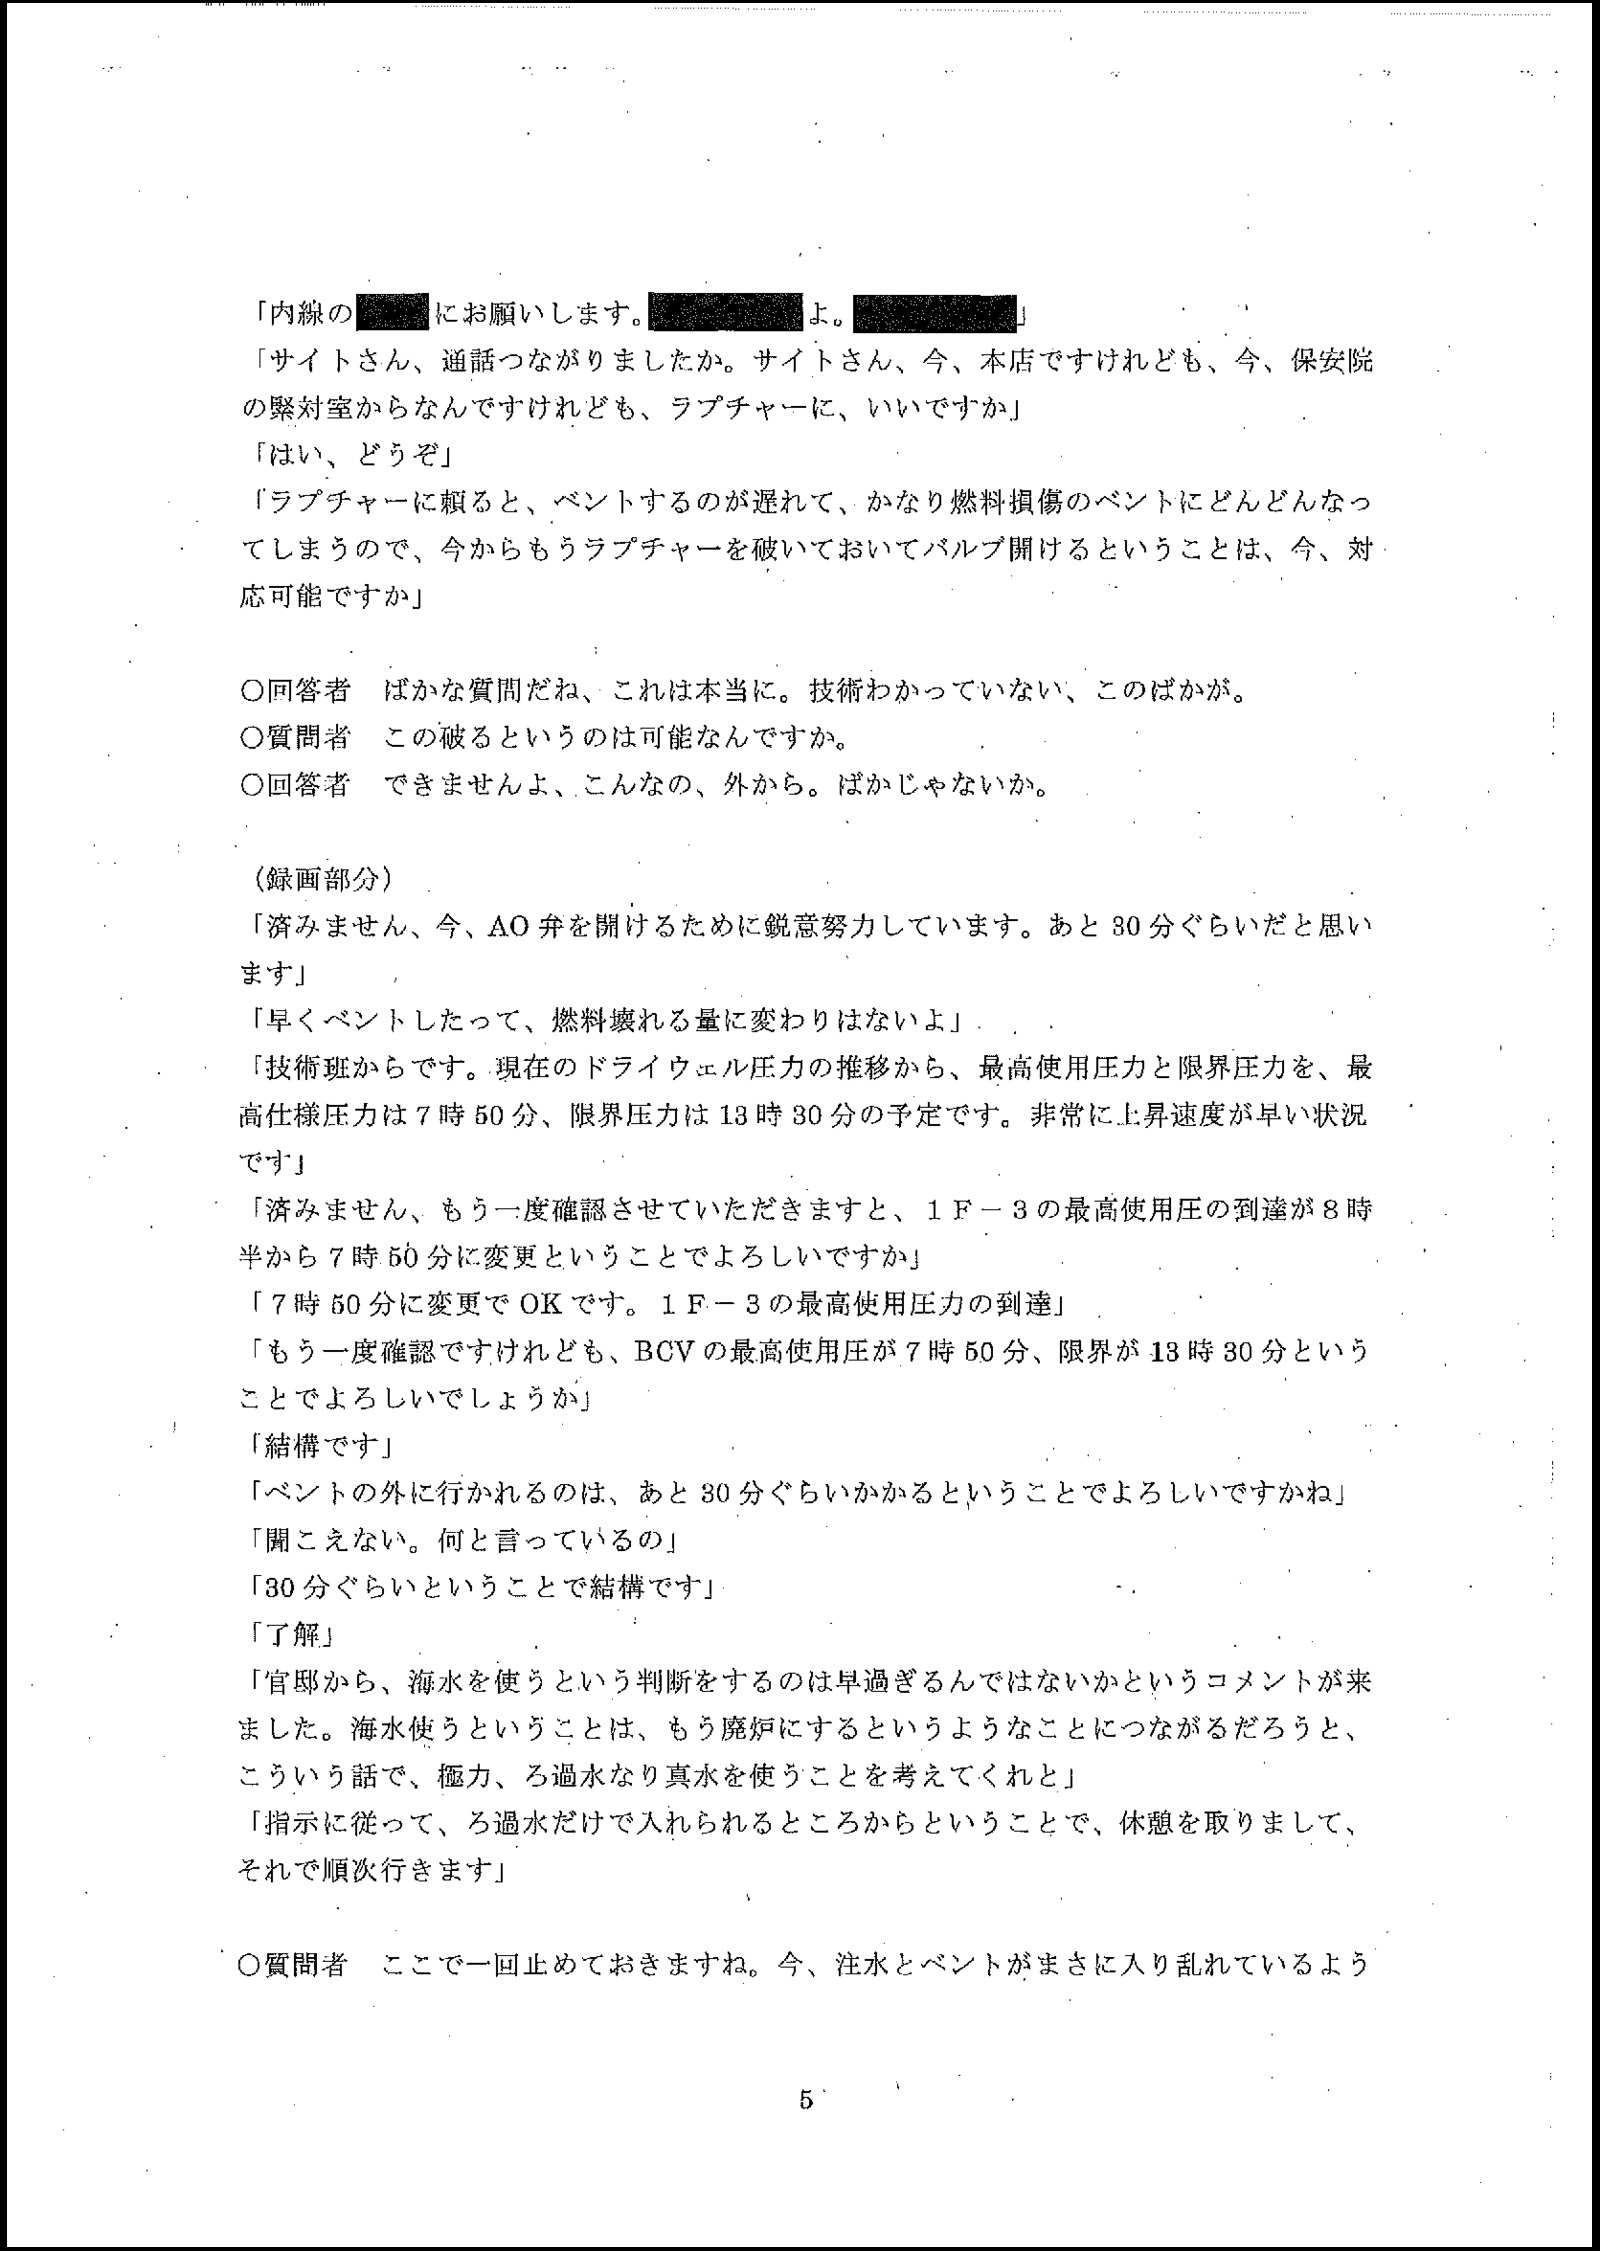 「内線の にお願いします。 よ。 」
「サイトさん、通話つながりましたか。サイトさん、今、本店ですけれども、今、保安院
の緊対室からなんですけれども、ラプチャーに、いいですか」
「はい、どうぞ」
「ラプチャーに頼ると、ベントするのが遅れて、かなり燃料損傷のベントにどんどんなっ
てしまうので、今からもうラプチャーを破いておいてバルブ開けるということは、今、対
応可能ですか」
○回答者　ばかな質問だね、これは本当に。技術わかっていない、このばかが。
○質問者　この破るというのは可能なんですか。
○回答者　できませんよ、こんなの、外から。ばかじゃないか。
（録画部分）
「済みません、今、AO 弁を開けるために鋭意努力しています。あと 30 分ぐらいだと思い
ます」
「早くベントしたって、燃料壊れる量に変わりはないよ」
「技術班からです。現在のドライウェル圧力の推移から、最高使用圧力と限界圧力を、最
高仕様圧力は７時 50 分、限界圧力は 13 時 30 分の予定です。非常に上昇速度が早い状況
です」
「済みません、もう一度確認させていただきますと、１Ｆ－３の最高使用圧の到達が８時
半から７時 50 分に変更ということでよろしいですか」
「７時 50 分に変更で OK です。１Ｆ－３の最高使用圧力の到達」
「もう一度確認ですけれども、BCV の最高使用圧が７時 50 分、限界が 13 時 30 分という
ことでよろしいでしょうか」
「結構です」
「ベントの外に行かれるのは、あと 30 分ぐらいかかるということでよろしいですかね」
「聞こえない。何と言っているの」
「30 分ぐらいということで結構です」
「了解」
「官邸から、海水を使うという判断をするのは早過ぎるんではないかというコメントが来
ました。海水使うということは、もう廃炉にするというようなことにつながるだろうと、
こういう話で、極力、ろ過水なり真水を使うことを考えてくれと」
「指示に従って、ろ過水だけで入れられるところからということで、休憩を取りまして、
それで順次行きます」
○質問者　ここで一回止めておきますね。今、注水とベントがまさに入り乱れているよう
5